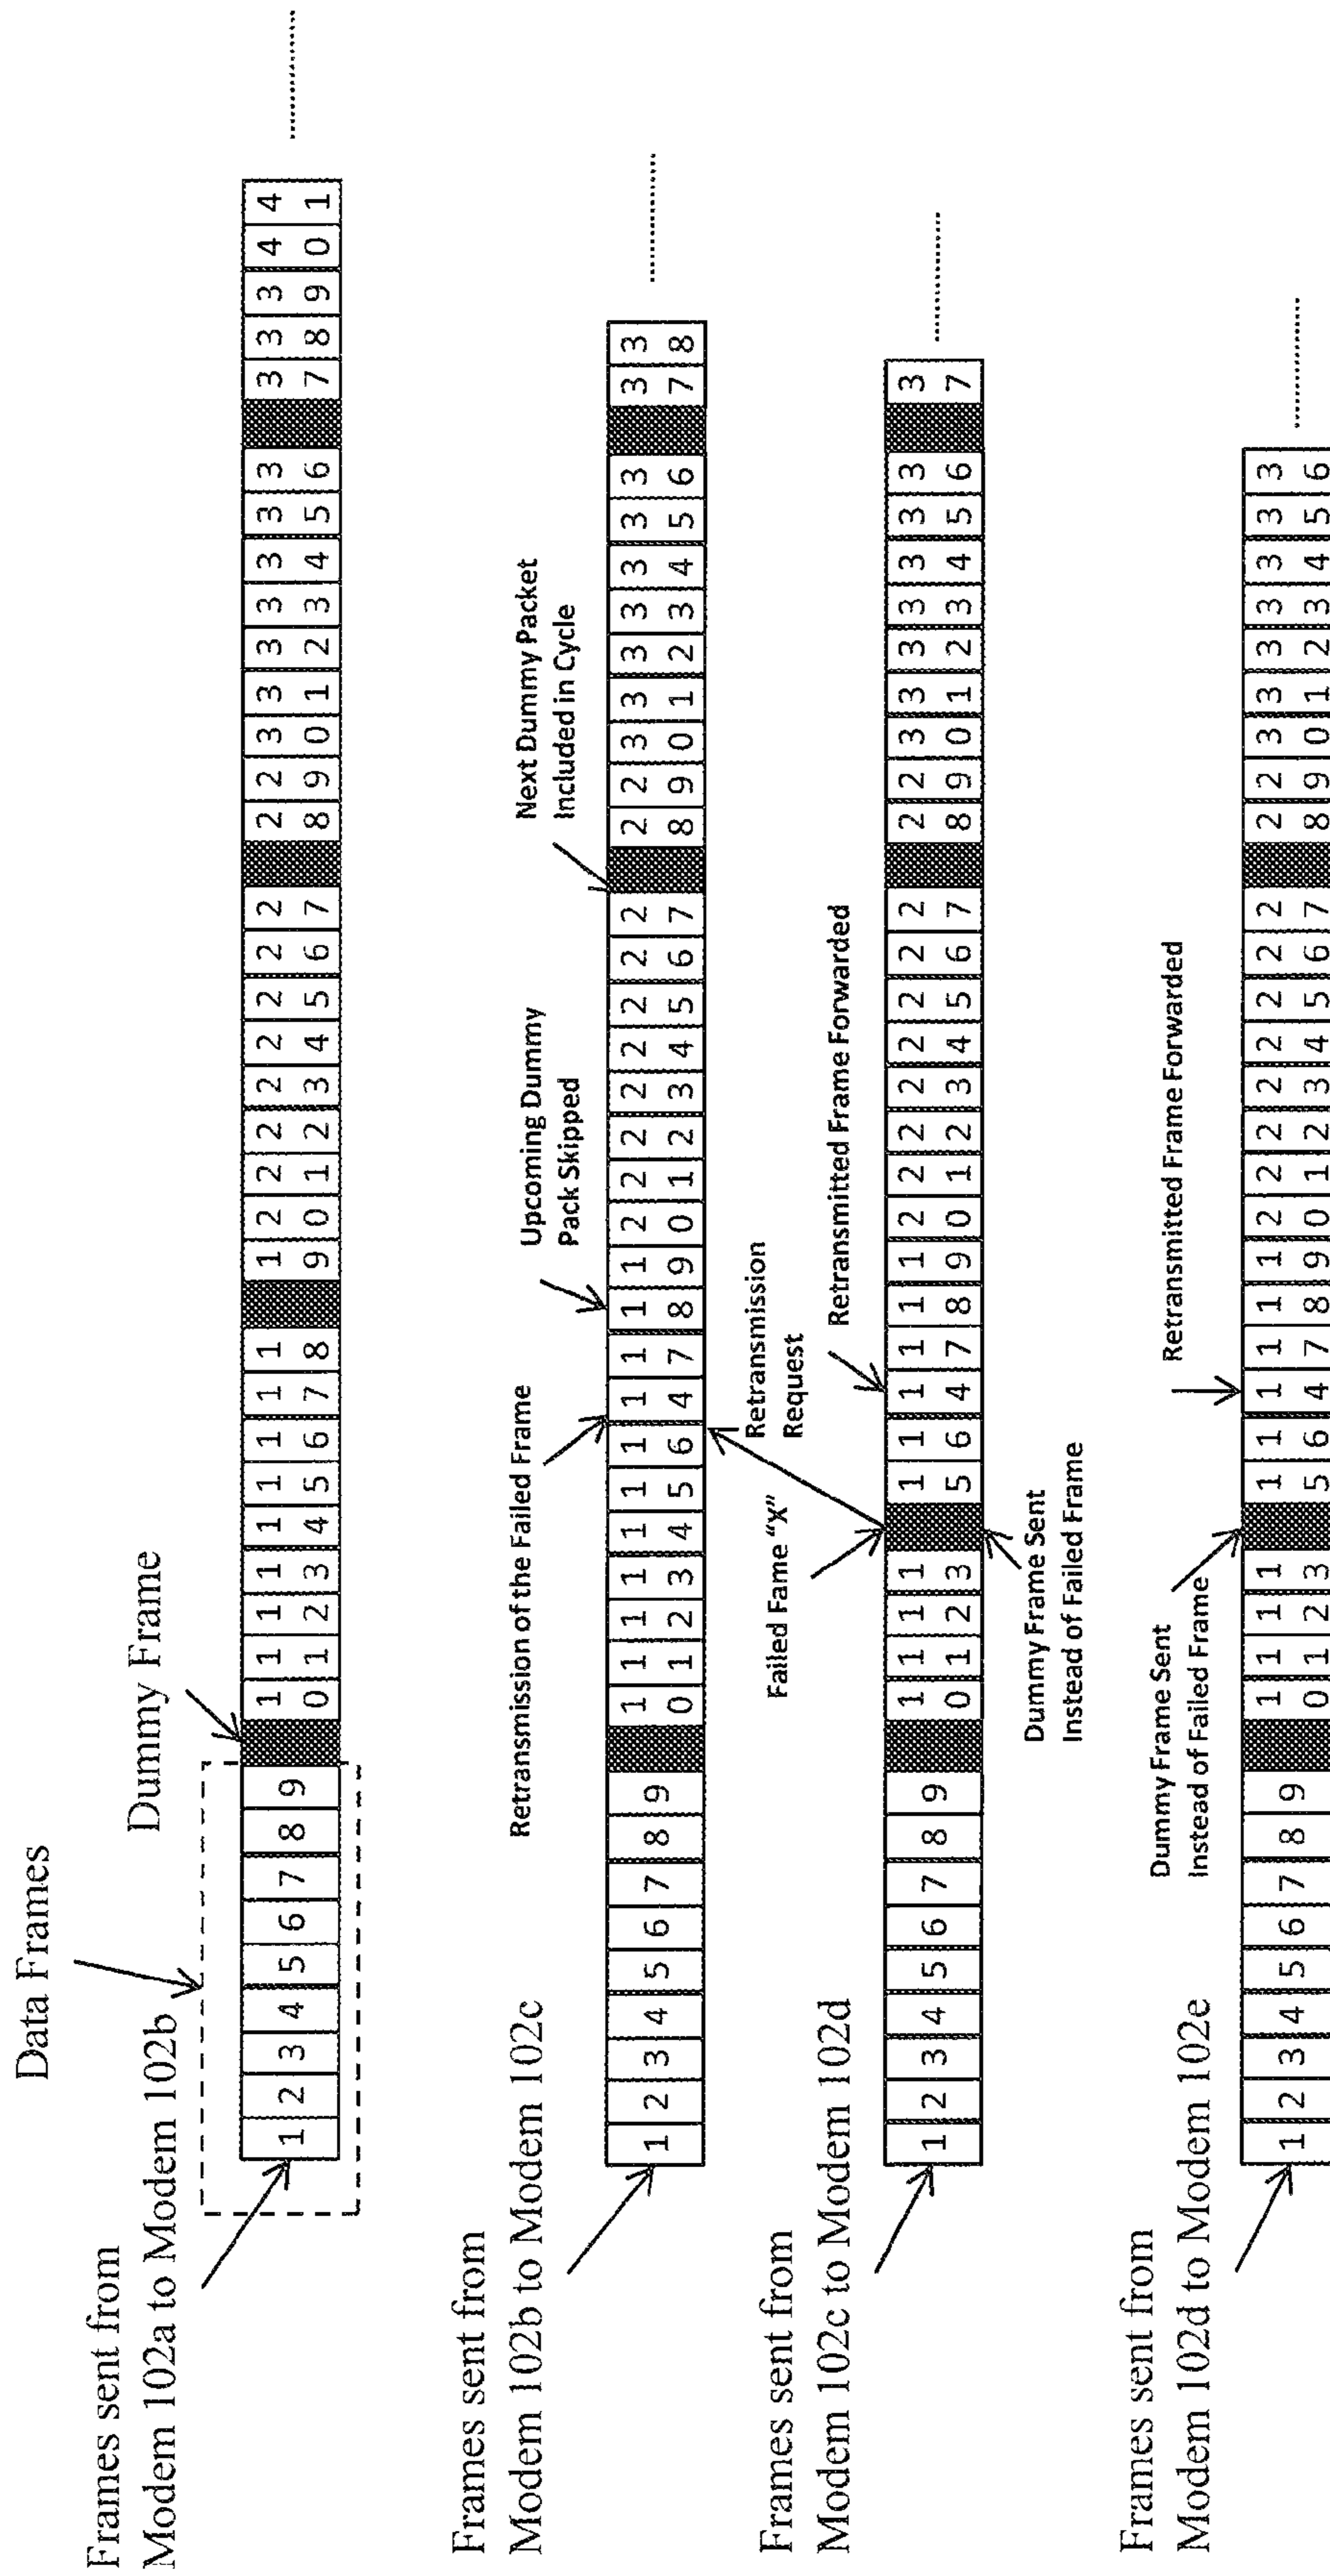 Data Frames
Dummy Frame
Frames sent from
Modem 102a to Modem 102b
1 2 3 4 5 6 7 8 9 10 11 12 13 14 15 16 17 18 19 20 21 22 23 24 25 26 27 28 29 30 31 32 33 34 35 36 37 38 39 40 41
Frames sent from
Modem 102b to Modem 102c
Retransmission of the Failed Frame
Upcoming Dummy
Pack Skipped
Next Dummy Packet
Included in Cycle
1 2 3 4 5 6 7 8 9 10 11 12 13 14 15 16 14 17 18 19 20 21 22 23 24 25 26 27 28 29 30 31 32 33 34 35 36 37 38
Retransmission
Request
Frames sent from
Modem 102c to Modem 102d
Failed Fame "X"
Retransmitted Frame Forwarded
1 2 3 4 5 6 7 8 9 10 11 12 13 15 16 14 17 18 19 20 21 22 23 24 25 26 27 28 29 30 31 32 33 34 35 36 37
Dummy Frame Sent
Instead of Failed Frame
Frames sent from
Modem 102d to Modem 102e
Dummy Frame Sent
Instead of Failed Frame
Retransmitted Frame Forwarded
1 2 3 4 5 6 7 8 9 10 11 12 13 15 16 14 17 18 19 20 21 22 23 24 25 26 27 28 29 30 31 32 33 34 35 36